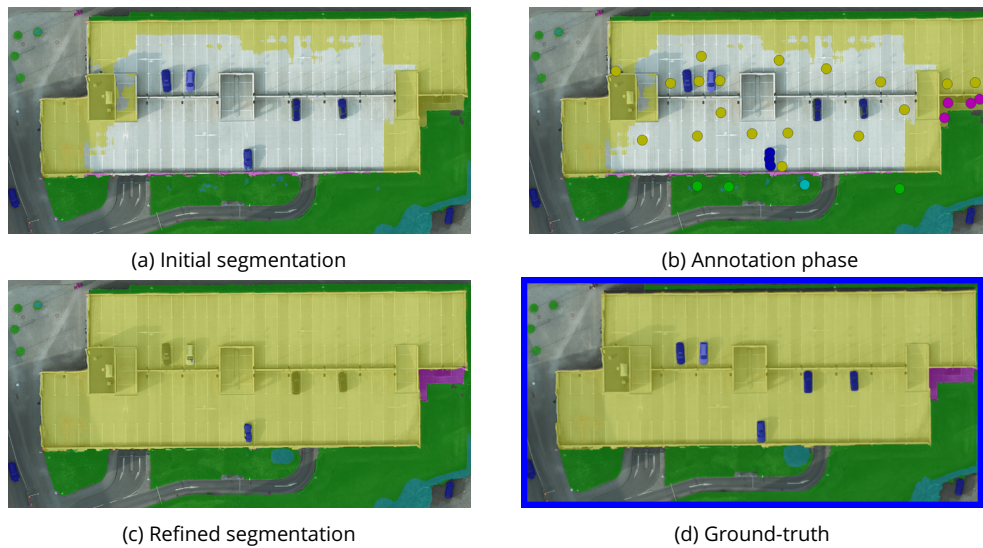 (a) Initial segmentation
(b) Annotation phase
(c) Refined segmentation
(d) Ground-truth